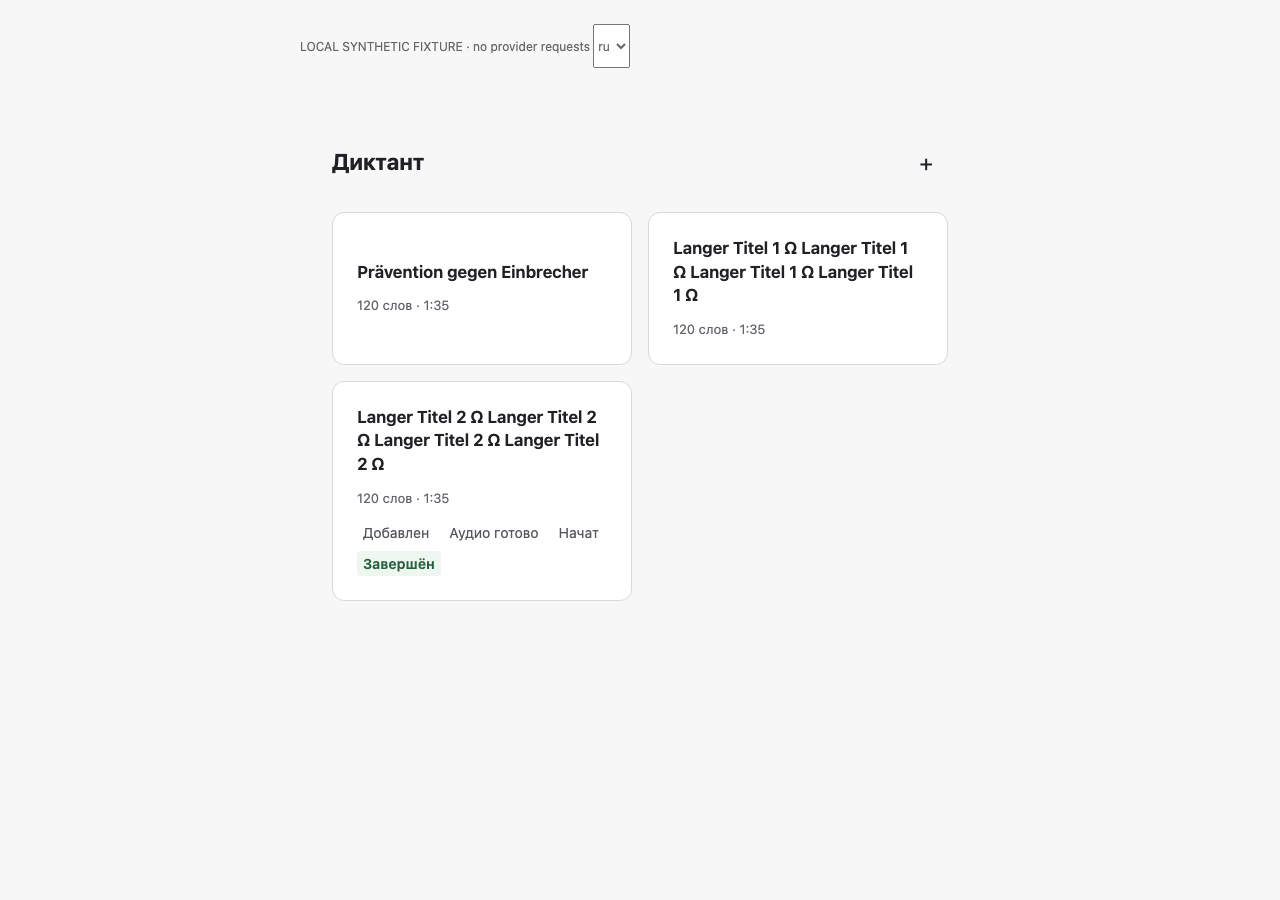 LOCAL SYNTHETIC FIXTURE · no provider requests ru
Диктант
+
Prävention gegen Einbrecher
120 слов · 1:35
Langer Titel 1 Ω Langer Titel 1
Ω Langer Titel 1 Ω Langer Titel
1 Ω
120 слов · 1:35
Langer Titel 2 Ω Langer Titel 2
Ω Langer Titel 2 Ω Langer Titel
2 Ω
120 слов · 1:35
Добавлен Аудио готово Начат
Завершён